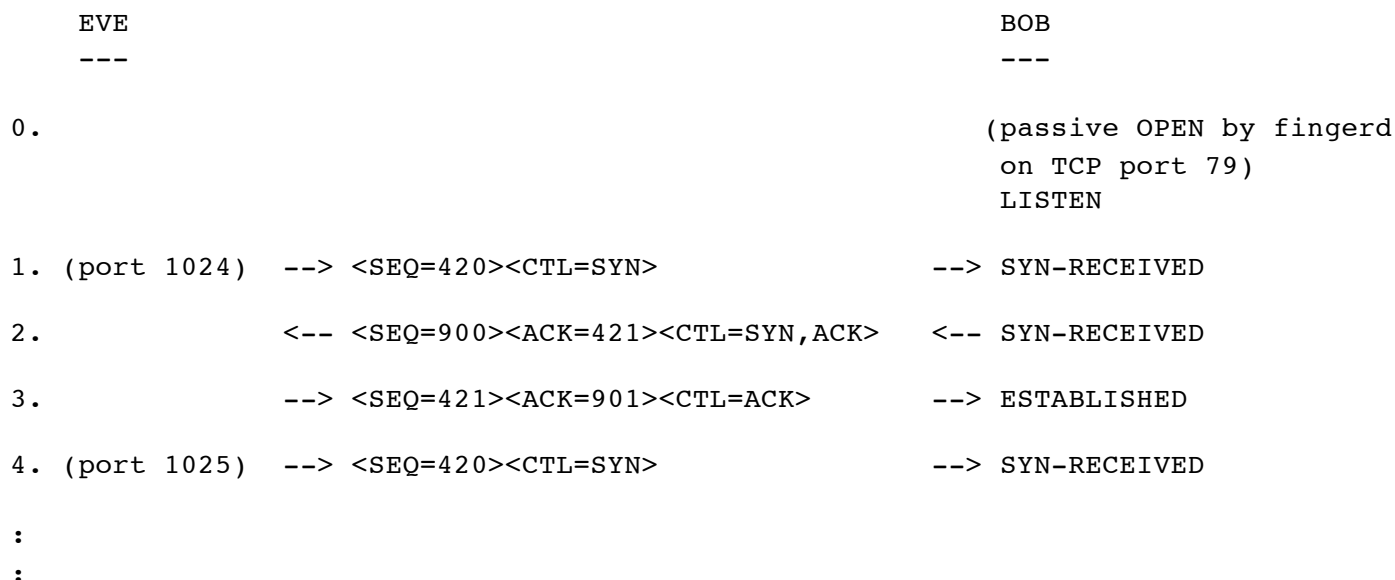 EVE BOB
--- ---
0. (passive OPEN by fingerd
on TCP port 79)
LISTEN
1. (port 1024) --> <SEQ=420><CTL=SYN> --> SYN-RECEIVED
2. <-- <SEQ=900><ACK=421><CTL=SYN,ACK> <-- SYN-RECEIVED
3. --> <SEQ=421><ACK=901><CTL=ACK> --> ESTABLISHED
4. (port 1025) --> <SEQ=420><CTL=SYN> --> SYN-RECEIVED
:
: